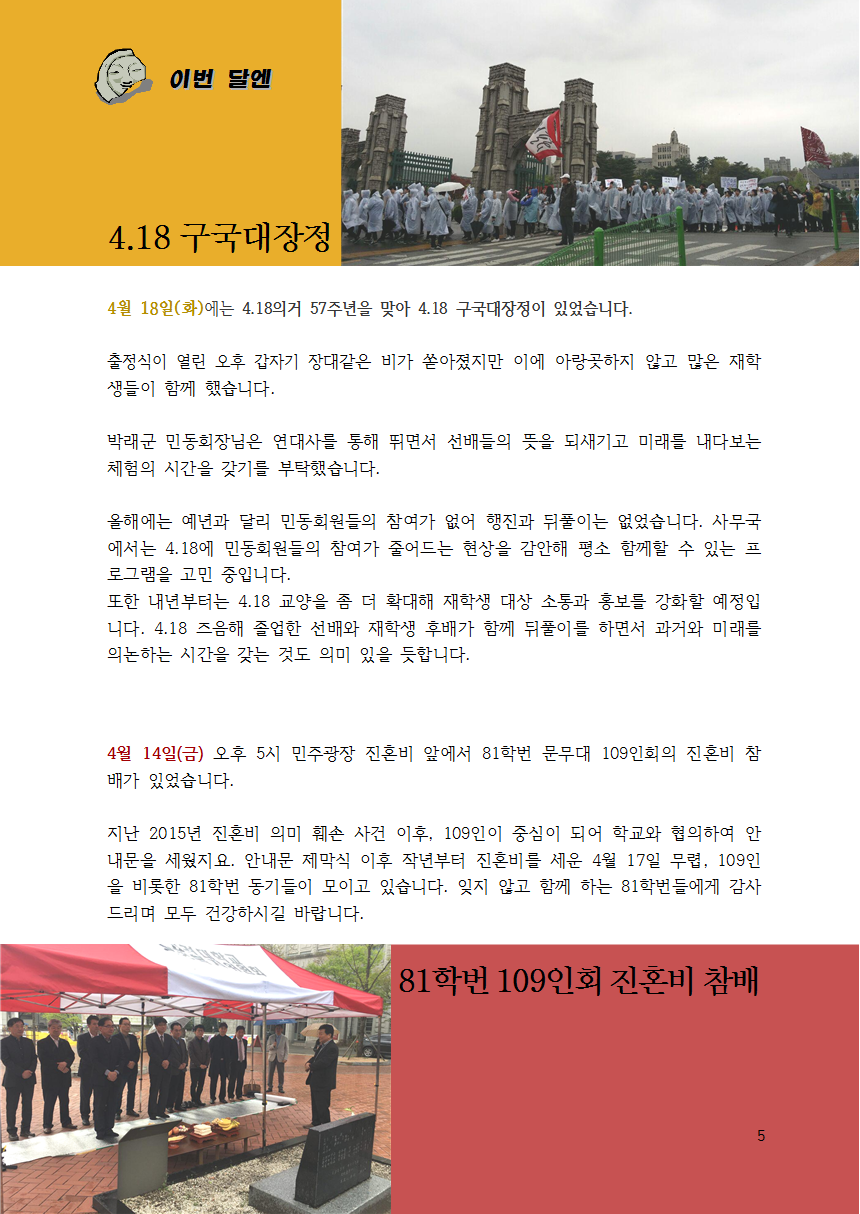 이번 달엔
4.18 구국대장정
4월 18일(화)에는 4.18의거 57주년을 맞아 4.18 구국대장정이 있었습니다.
출정식이 열린 오후 갑자기 장대같은 비가 쏟아졌지만 이에 아랑곳하지 않고 많은 재학
생들이 함께 했습니다.
박래군 민동회장님은 연대사를 통해 뛰면서 선배들의 뜻을 되새기고 미래를 내다보는
체험의 시간을 갖기를 부탁했습니다.
올해에는 예년과 달리 민동회원들의 참여가 없어 행진과 뒤풀이는 없었습니다. 사무국
에서는 4.18에 민동회원들의 참여가 줄어드는 현상을 감안해 평소 함께할 수 있는 프
로그램을 고민 중입니다.
또한 내년부터는 4.18 교양을 좀 더 확대해 재학생 대상 소통과 홍보를 강화할 예정입
니다. 4.18 즈음해 졸업한 선배와 재학생 후배가 함께 뒤풀이를 하면서 과거와 미래를
의논하는 시간을 갖는 것도 의미 있을 듯합니다.
4월 14일(금) 오후 5시 민주광장 진혼비 앞에서 81학번 문무대 109인회의 진혼비 참
배가 있었습니다.
지난 2015년 진혼비 의미 훼손 사건 이후, 109인이 중심이 되어 학교와 협의하여 안
내문을 세웠지요. 안내문 제막식 이후 작년부터 진혼비를 세운 4월 17일 무렵, 109인
을 비롯한 81학번 동기들이 모이고 있습니다. 잊지 않고 함께 하는 81학번들에게 감사
드리며 모두 건강하시길 바랍니다.
81학번 109인회 진혼비 참배
5